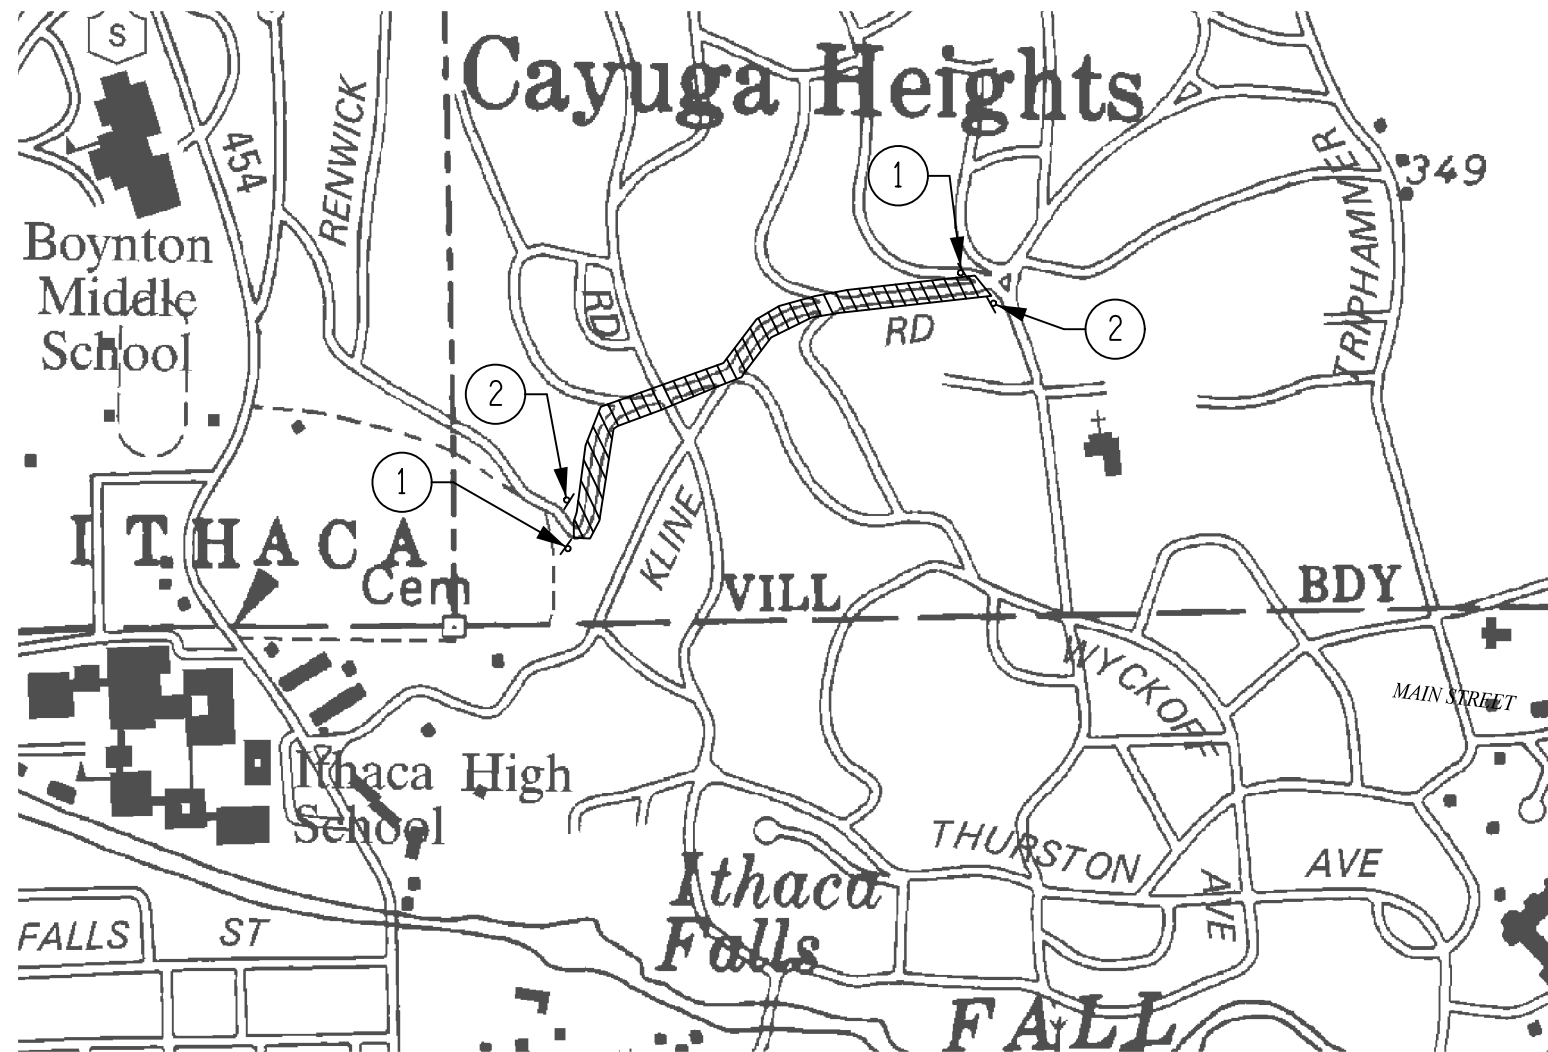 S
Cayuga Heights
RENWICK
454
1
349
TRIPHAMMER
Boynton
Middle
School
RD
RD
2
2
1
KLINE
ITHACA
Cem
VILL
BDY
WYCKOFF
MAIN STREET
Ithaca High
School
THURSTON
AVE
AVE
Ithaca
Falls
FALLS
ST
FALL